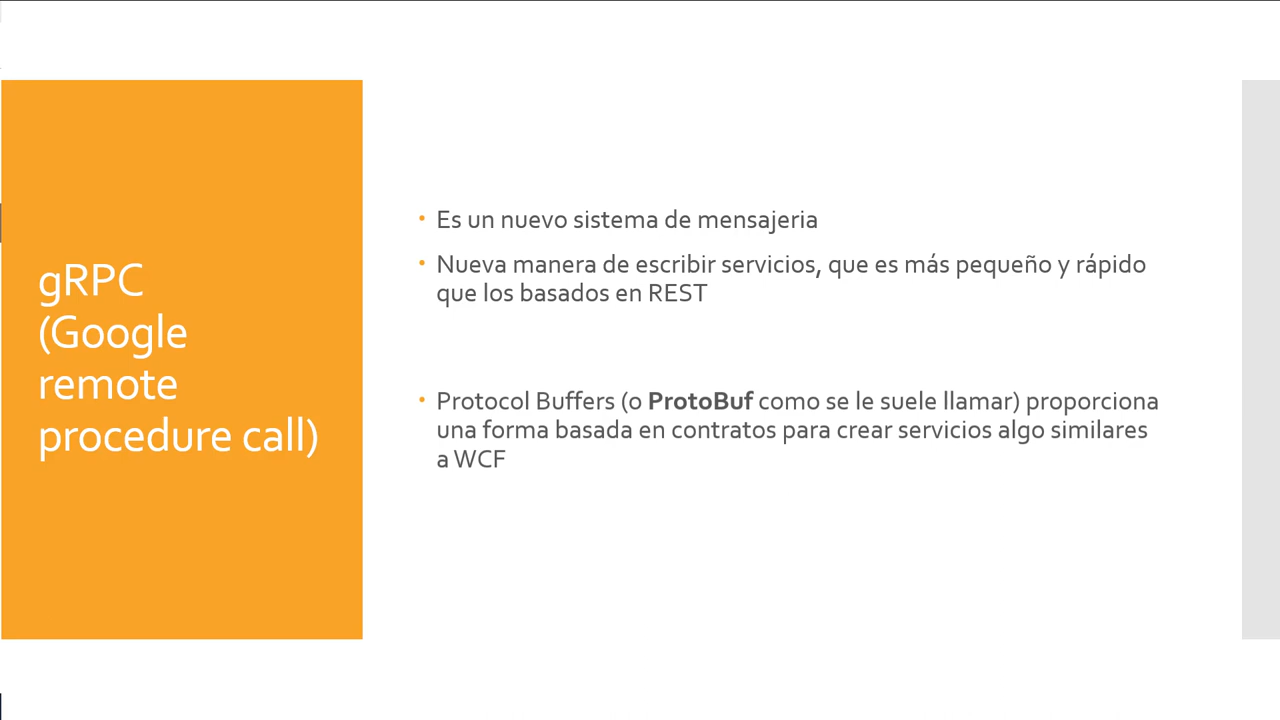 gRPC
(Google
remote
procedure call)
• Es un nuevo sistema de mensajeria
• Nueva manera de escribir servicios, que es más pequeño y rápido
que los basados en REST
• Protocol Buffers (o ProtoBuf como se le suele llamar) proporciona
una forma basada en contratos para crear servicios algo similares
a WCF